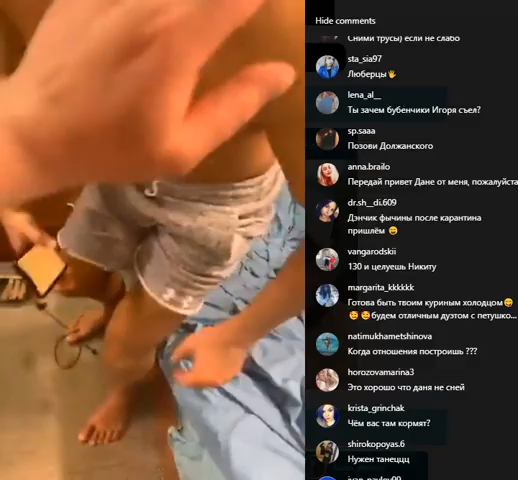 Hide comments
Сними трусы) если не слабо
sta_sia97
Люберцы🖐
lena_al__
Ты зачем бубенчики Игоря съел?
sp.saaa
Позови Должанского
anna.brailo
Передай привет Дане от меня, пожалуйста
dr.sh__di.609
Дэнчик фычины после карантина
пришлём 😄
vangarodskii
130 и целуешь Никиту
margarita_kkkkkk
Готова быть твоим куриным холодцом😄
🥰🥰будем отличным дуэтом с петушко...
natimukhametshinova
Когда отношения построишь ???
horozovamarina3
Это хорошо что даня не сней
krista_grinchak
Чём вас там кормят?
shirokopoyas.6
Нужен танеццц